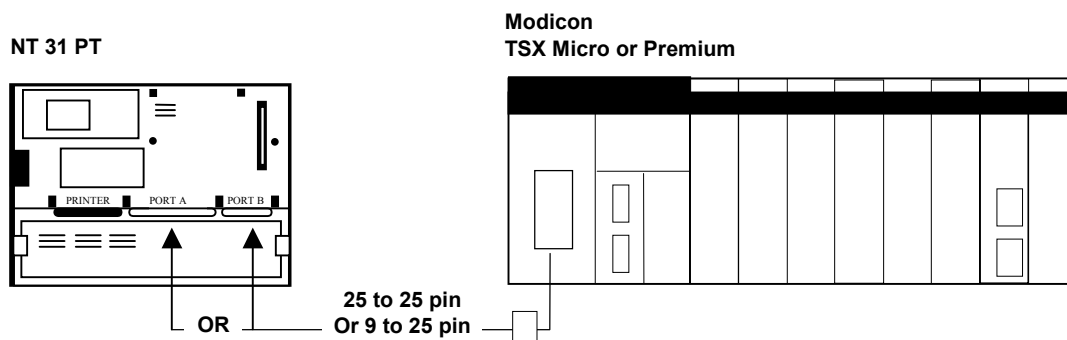 NT 31 PT
Modicon
TSX Micro or Premium
PRINTER PORT A PORT B
25 to 25 pin
OR Or 9 to 25 pin